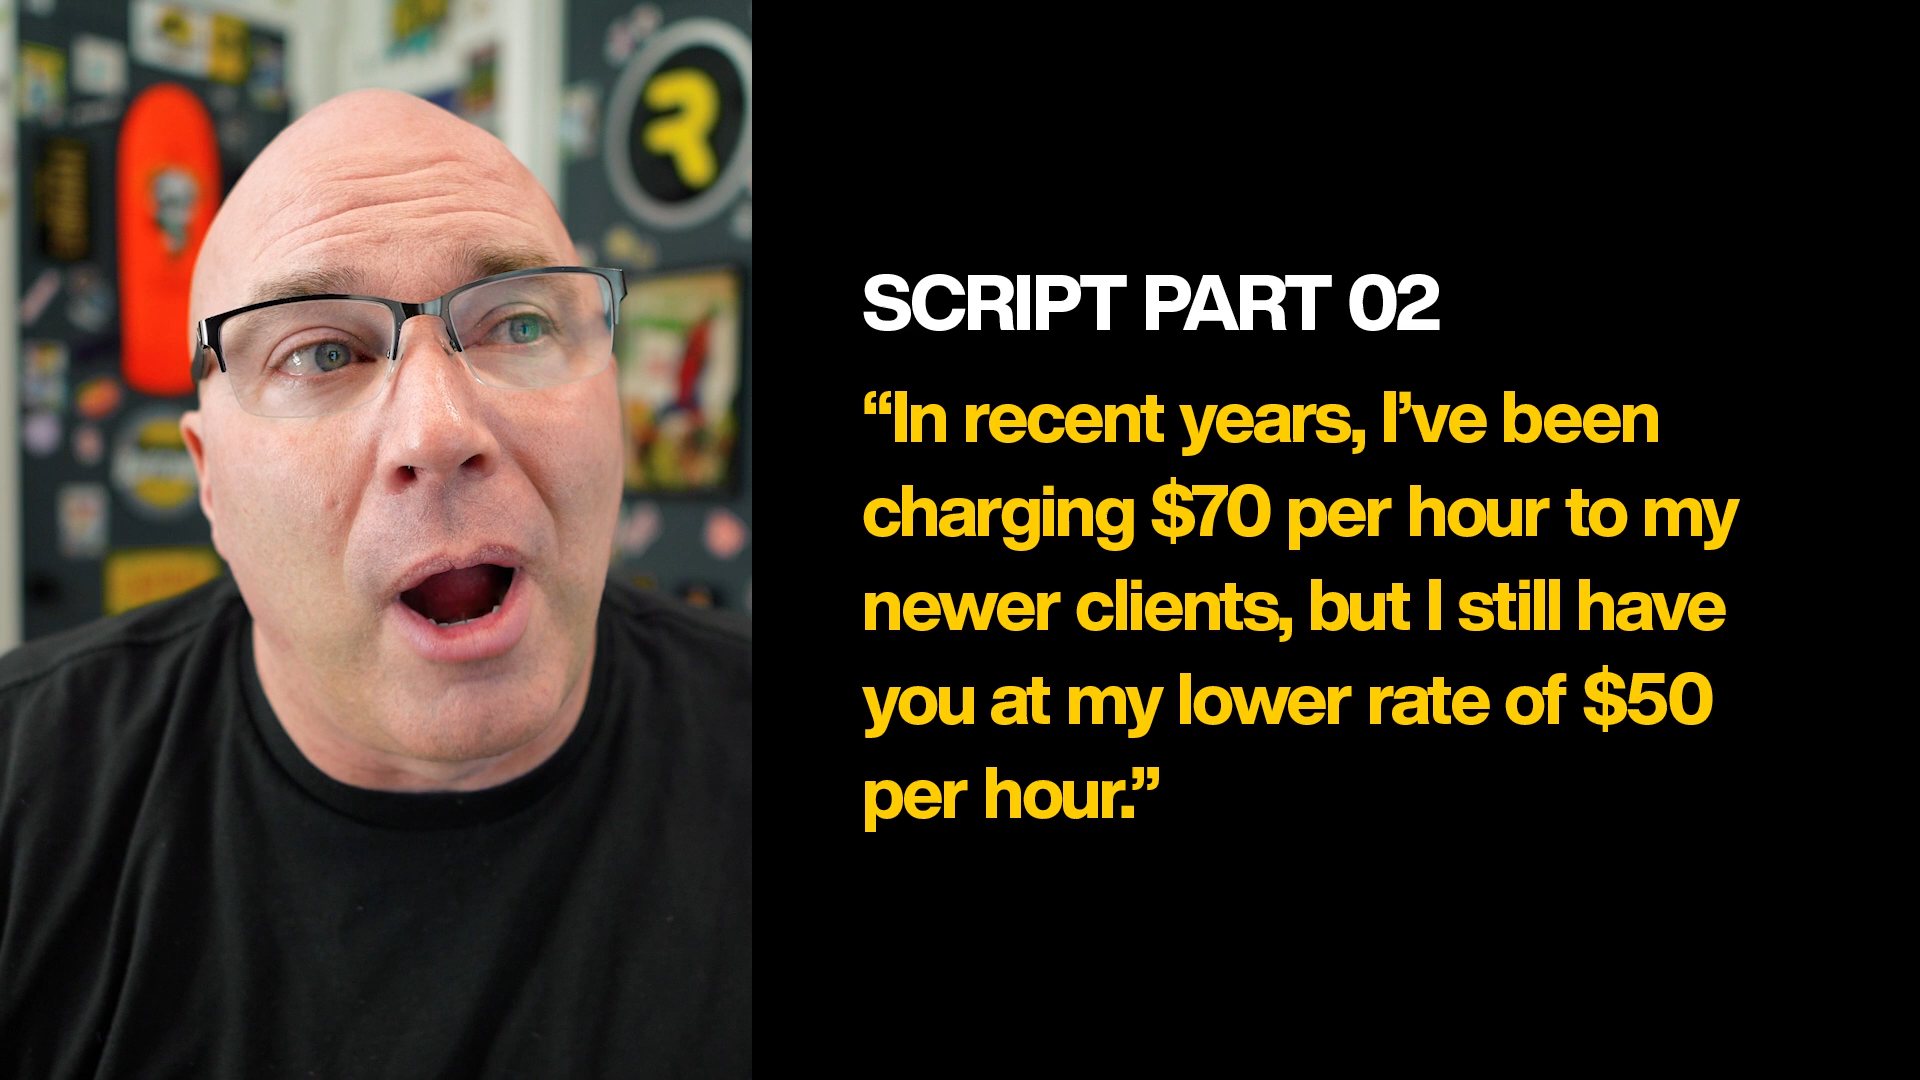 SCRIPT PART 02
“In recent years, I’ve been
charging $70 per hour to my
newer clients, but I still have
you at my lower rate of $50
per hour.”